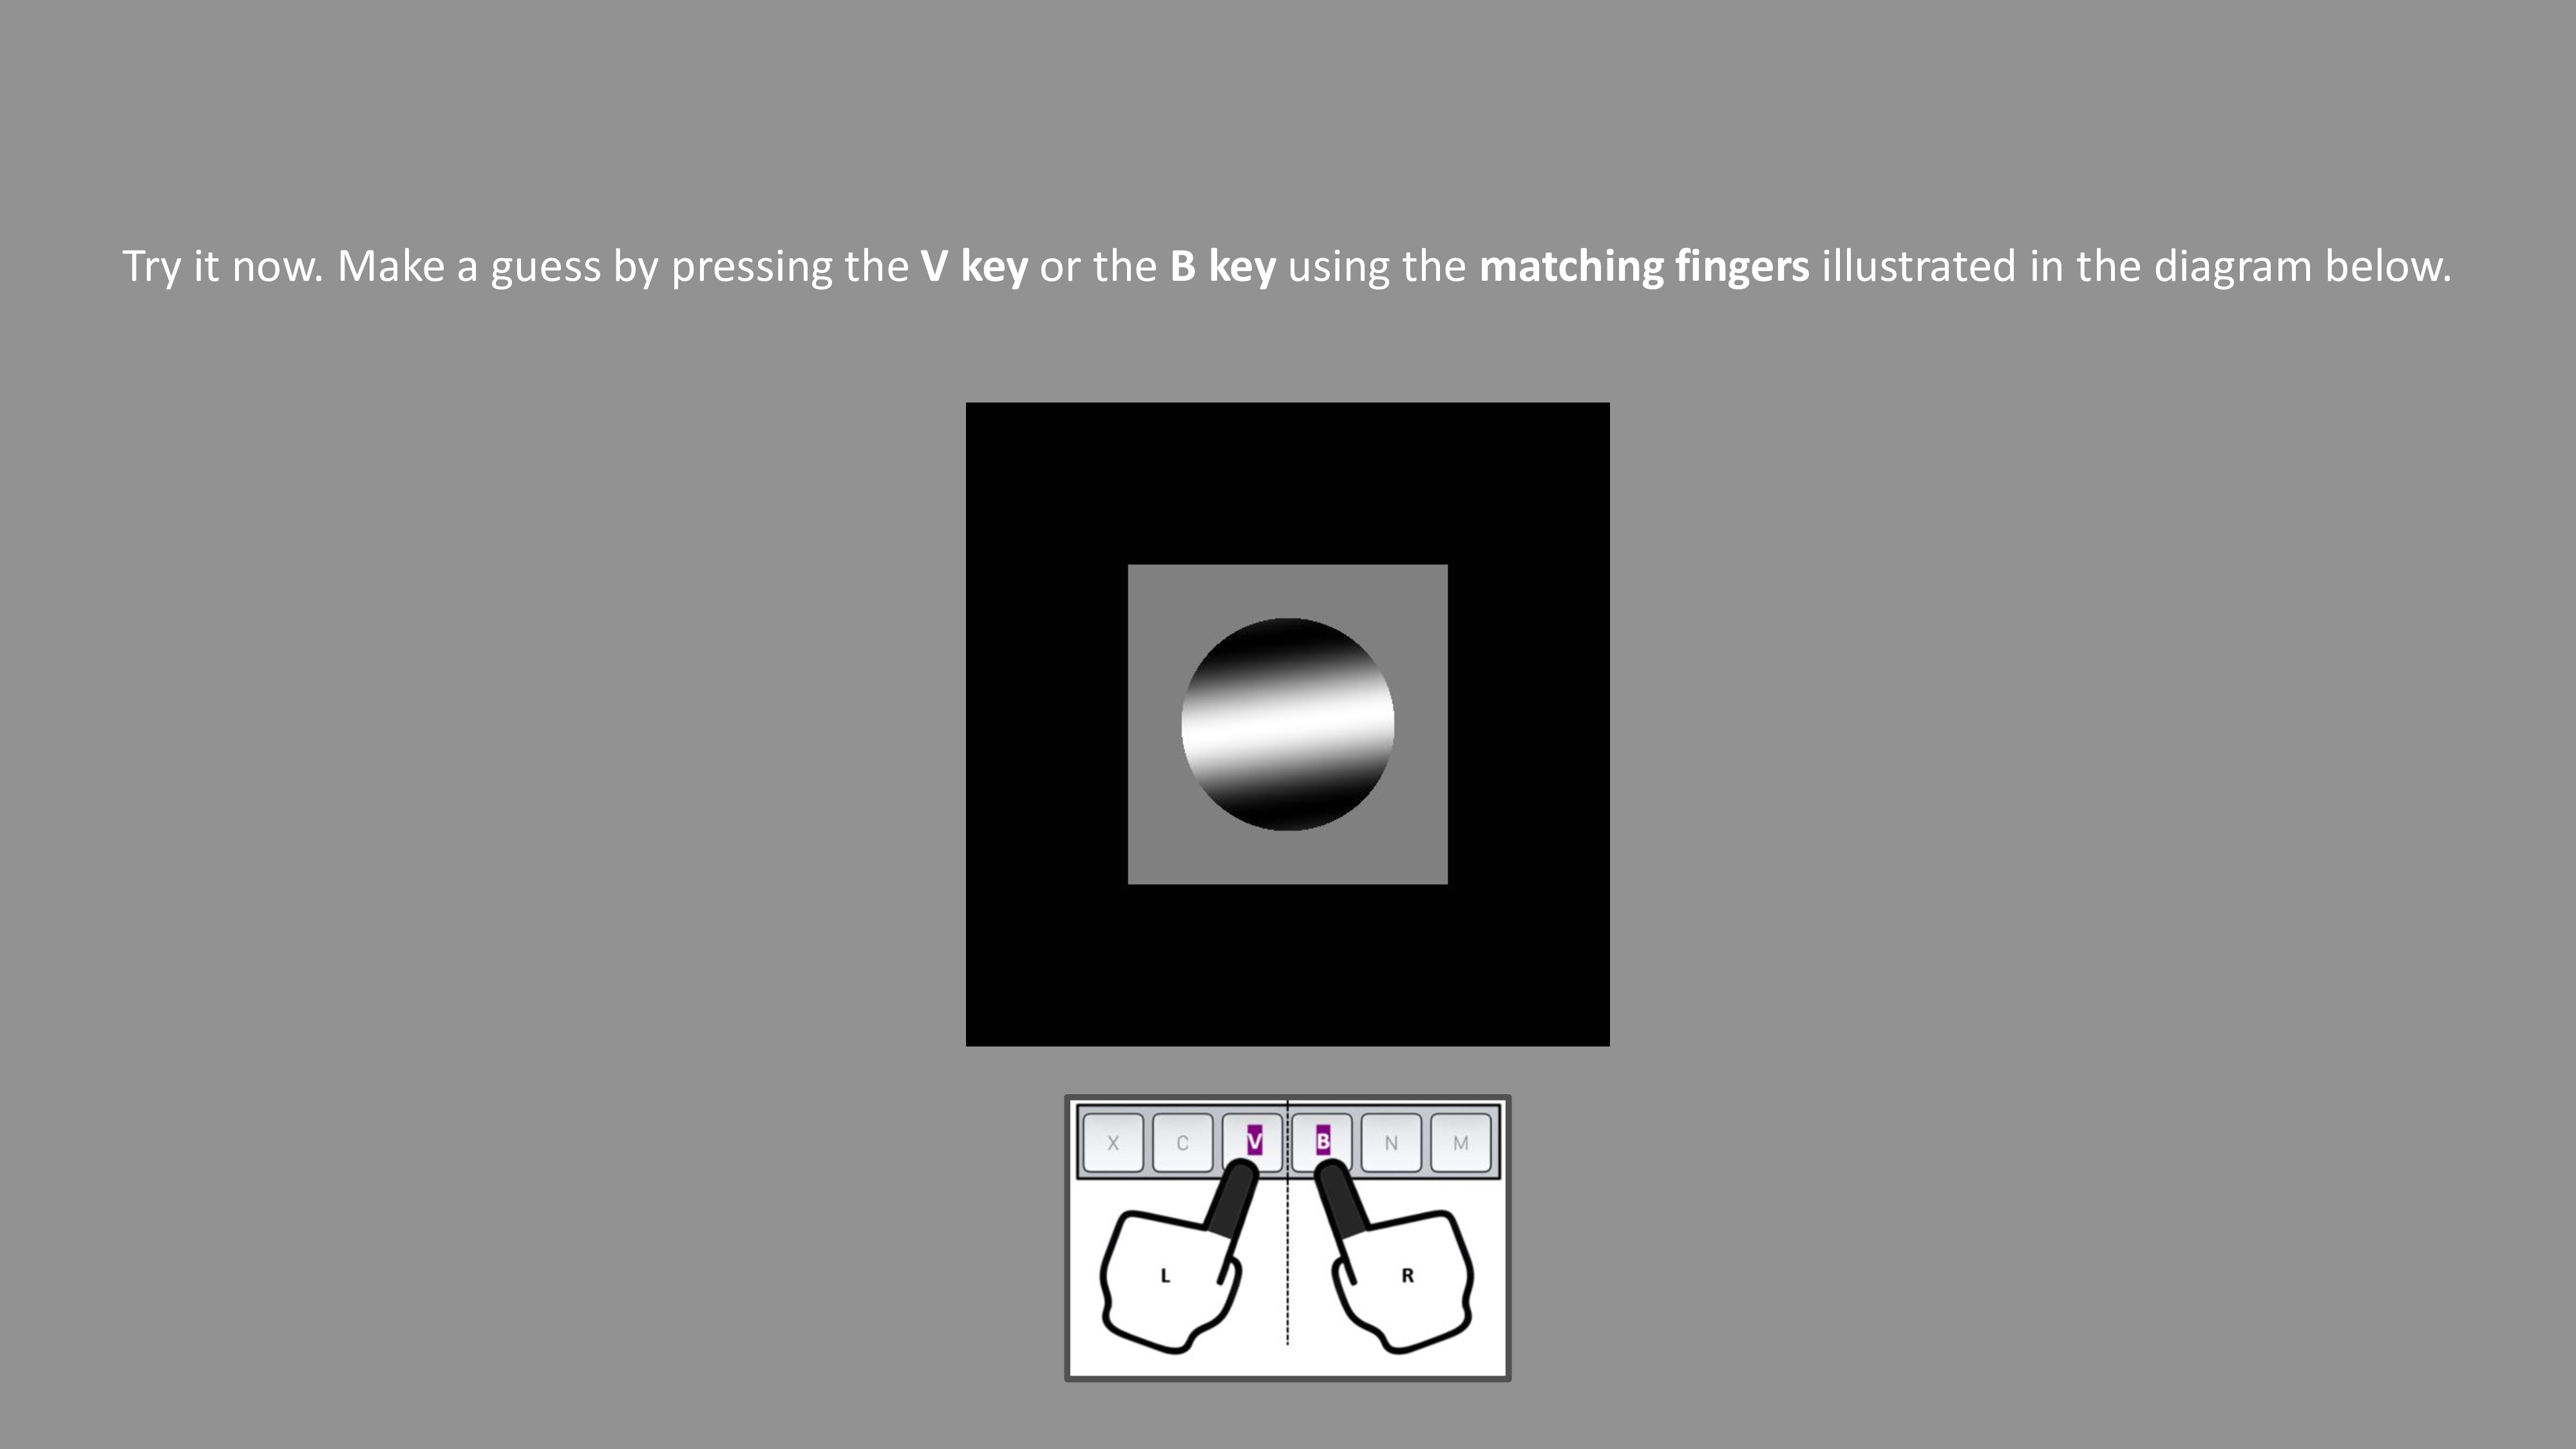 Try it now. Make a guess by pressing the V key or the B key using the matching fingers illustrated in the diagram below.
X C V B N M
L R